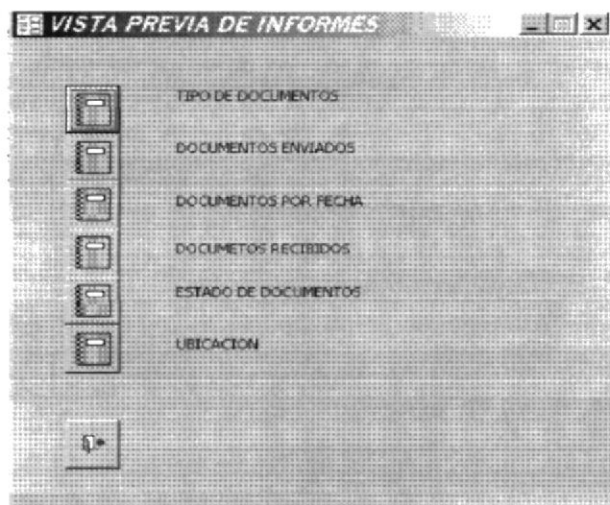 VISTA PREVIA DE INFORMES
TIPO DE DOCUMENTOS
DOCUMENTOS ENVIADOS
DOCUMENTOS POR FECHA
DOCUMETOS RECIBIDOS
ESTADO DE DOCUMENTOS
UBICACION